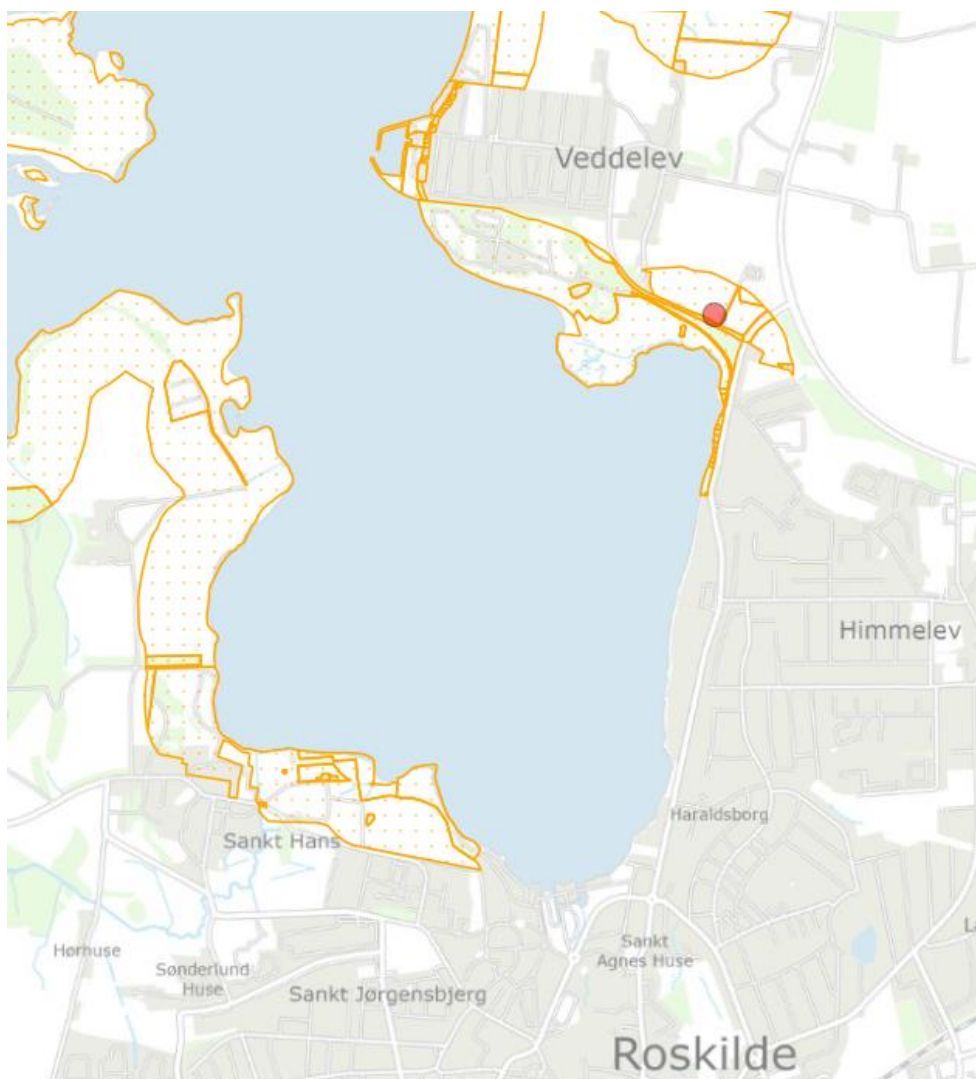 Veddelev
Himmelev
Haraldsborg
Sankt Hans
Hørhuse
Sønderlund
Huse
Sankt
Agnes Huse
Sankt Jørgensbjerg
Roskilde